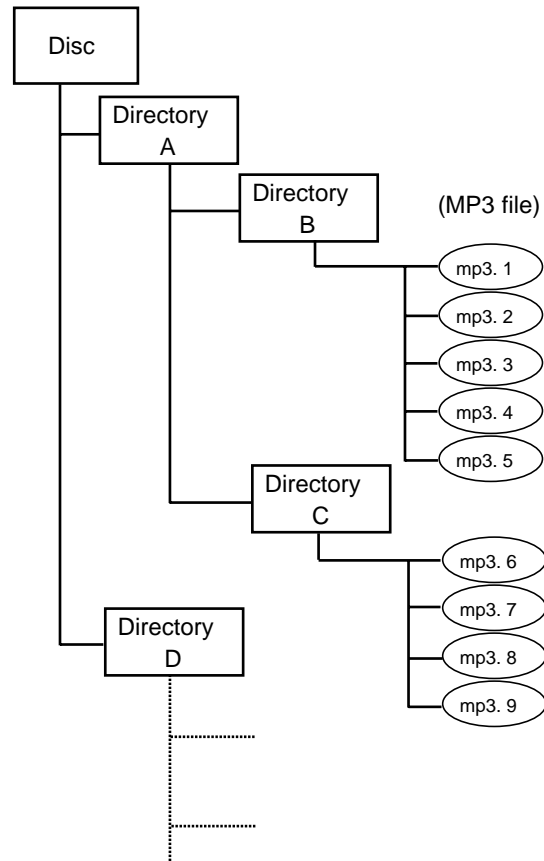 Disc
Directory
A
Directory
B
(MP3 file)
mp3. 1
mp3. 2
mp3. 3
mp3. 4
mp3. 5
Directory
C
mp3. 6
mp3. 7
mp3. 8
mp3. 9
Directory
D